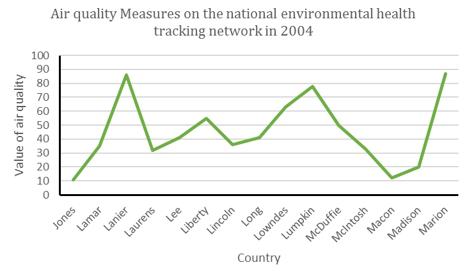 Air quality Measures on the national environmental health
tracking network in 2004
Value of air quality
100
90
80
70
60
50
40
30
20
10
0
Jones
Lamar
Lanier
Laurens
Lee
Liberty
Lincoln
Long
Lowndes
Lumpkin
McDuffie
McIntosh
Macon
Madison
Marion
Country